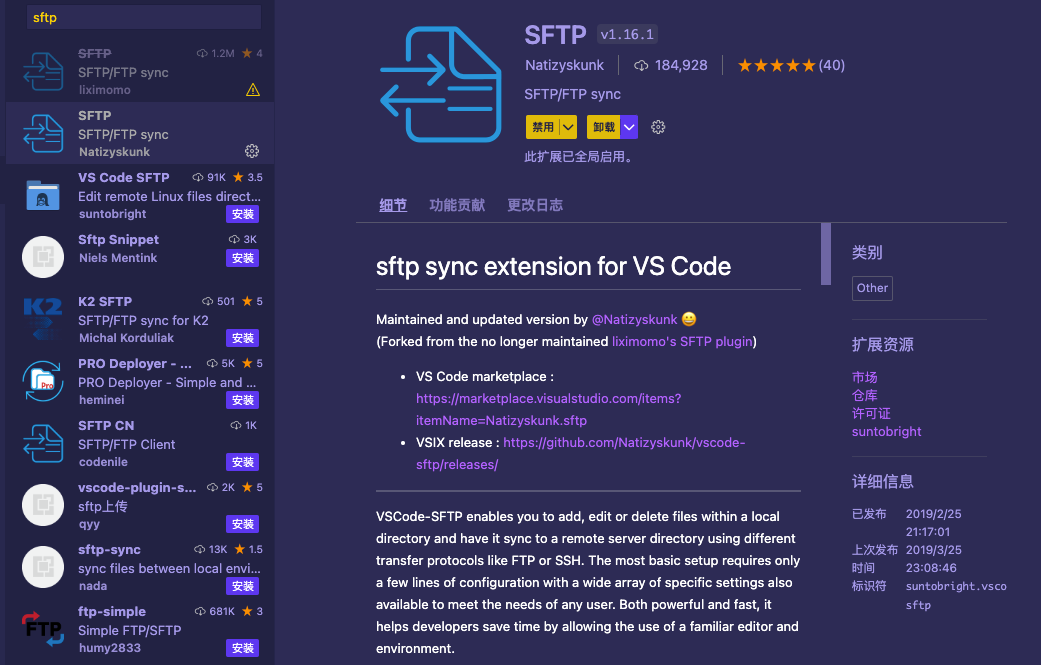 sftp
SFTP 1.2M ★ 4
SFTP/FTP sync
liximomo
SFTP
SFTP/FTP sync
Natizyskunk
VS Code SFTP 91K ★ 3.5
Edit remote Linux files direct...
suntobright 安装
Sftp Snippet 3K
Niels Mentink 安装
K2
K2 SFTP 501 ★ 5
SFTP/FTP sync for K2
Michal Korduliak 安装
Pro
PRO Deployer - ... 5K ★ 5
PRO Deployer - Simple and ...
heminei 安装
SFTP CN 1K
SFTP/FTP Client
codenile 安装
vscode-plugin-s... 2K ★ 5
sftp上传
qyy 安装
sftp-sync 13K ★ 1.5
sync files between local envi...
nada 安装
FTP
ftp-simple 681K ★ 3
Simple FTP/SFTP
humy2833 安装
SFTP v1.16.1
Natizyskunk 184,928 ★★★★★(40)
SFTP/FTP sync
禁用 卸载
此扩展已全局启用。
细节 功能贡献 更改日志
sftp sync extension for VS Code
Maintained and updated version by @Natizyskunk 😀
(Forked from the no longer maintained liximomo's SFTP plugin)
• VS Code marketplace :
https://marketplace.visualstudio.com/items?
itemName=Natizyskunk.sftp
• VSIX release : https://github.com/Natizyskunk/vscode-
sftp/releases/
VSCode-SFTP enables you to add, edit or delete files within a local
directory and have it sync to a remote server directory using different
transfer protocols like FTP or SSH. The most basic setup requires only
a few lines of configuration with a wide array of specific settings also
available to meet the needs of any user. Both powerful and fast, it
helps developers save time by allowing the use of a familiar editor and
environment.
类别
Other
扩展资源
市场
仓库
许可证
suntobright
详细信息
已发布 2019/2/25
21:17:01
上次发布 2019/3/25
时间 23:08:46
标识符 suntobright.vsco
sftp